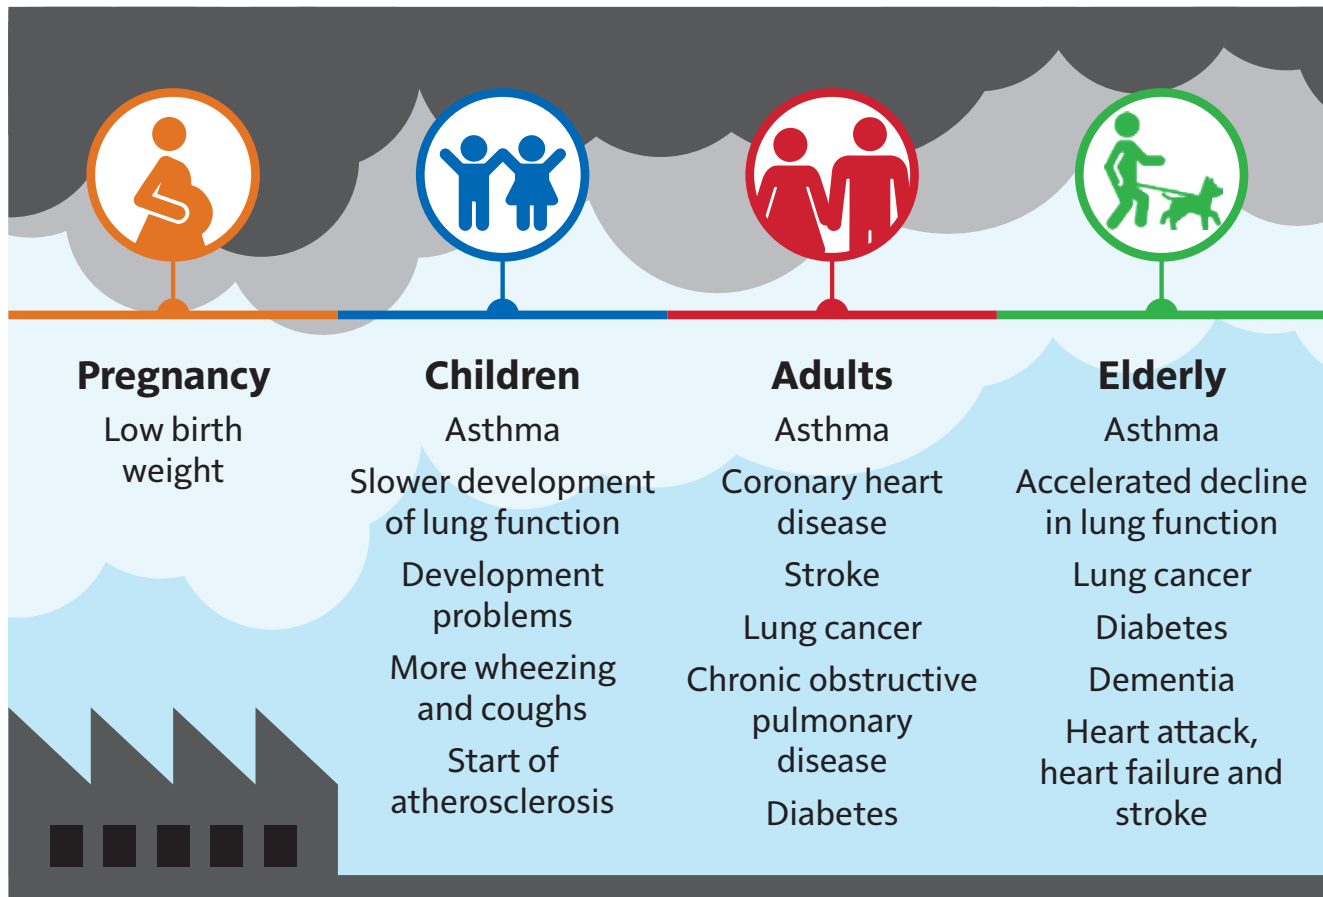 Pregnancy
Low birth
weight
Children
Asthma
Slower development
of lung function
Development
problems
More wheezing
and coughs
Start of
atherosclerosis
Adults
Asthma
Coronary heart
disease
Stroke
Lung cancer
Chronic obstructive
pulmonary
disease
Diabetes
Elderly
Asthma
Accelerated decline
in lung function
Lung cancer
Diabetes
Dementia
Heart attack,
heart failure and
stroke